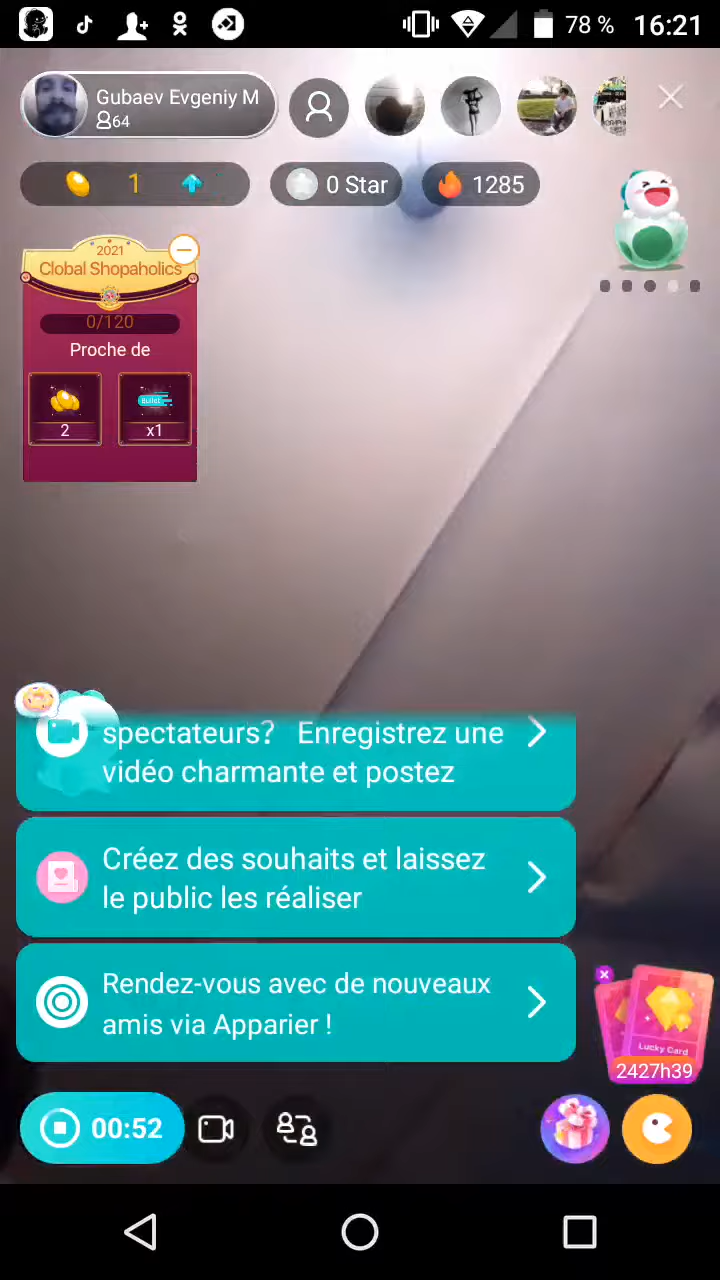 78 % 16:21
Gubaev Evgeniy M
64
1
0 Star
1285
2021
Clobal Shopaholics
0/120
Proche de
Bullet
2
x1
spectateurs? Enregistrez une
vidéo charmante et postez
Créez des souhaits et laissez
le public les réaliser
Rendez-vous avec de nouveaux
amis via Apparier !
Lucky Card
2427h39
00:52